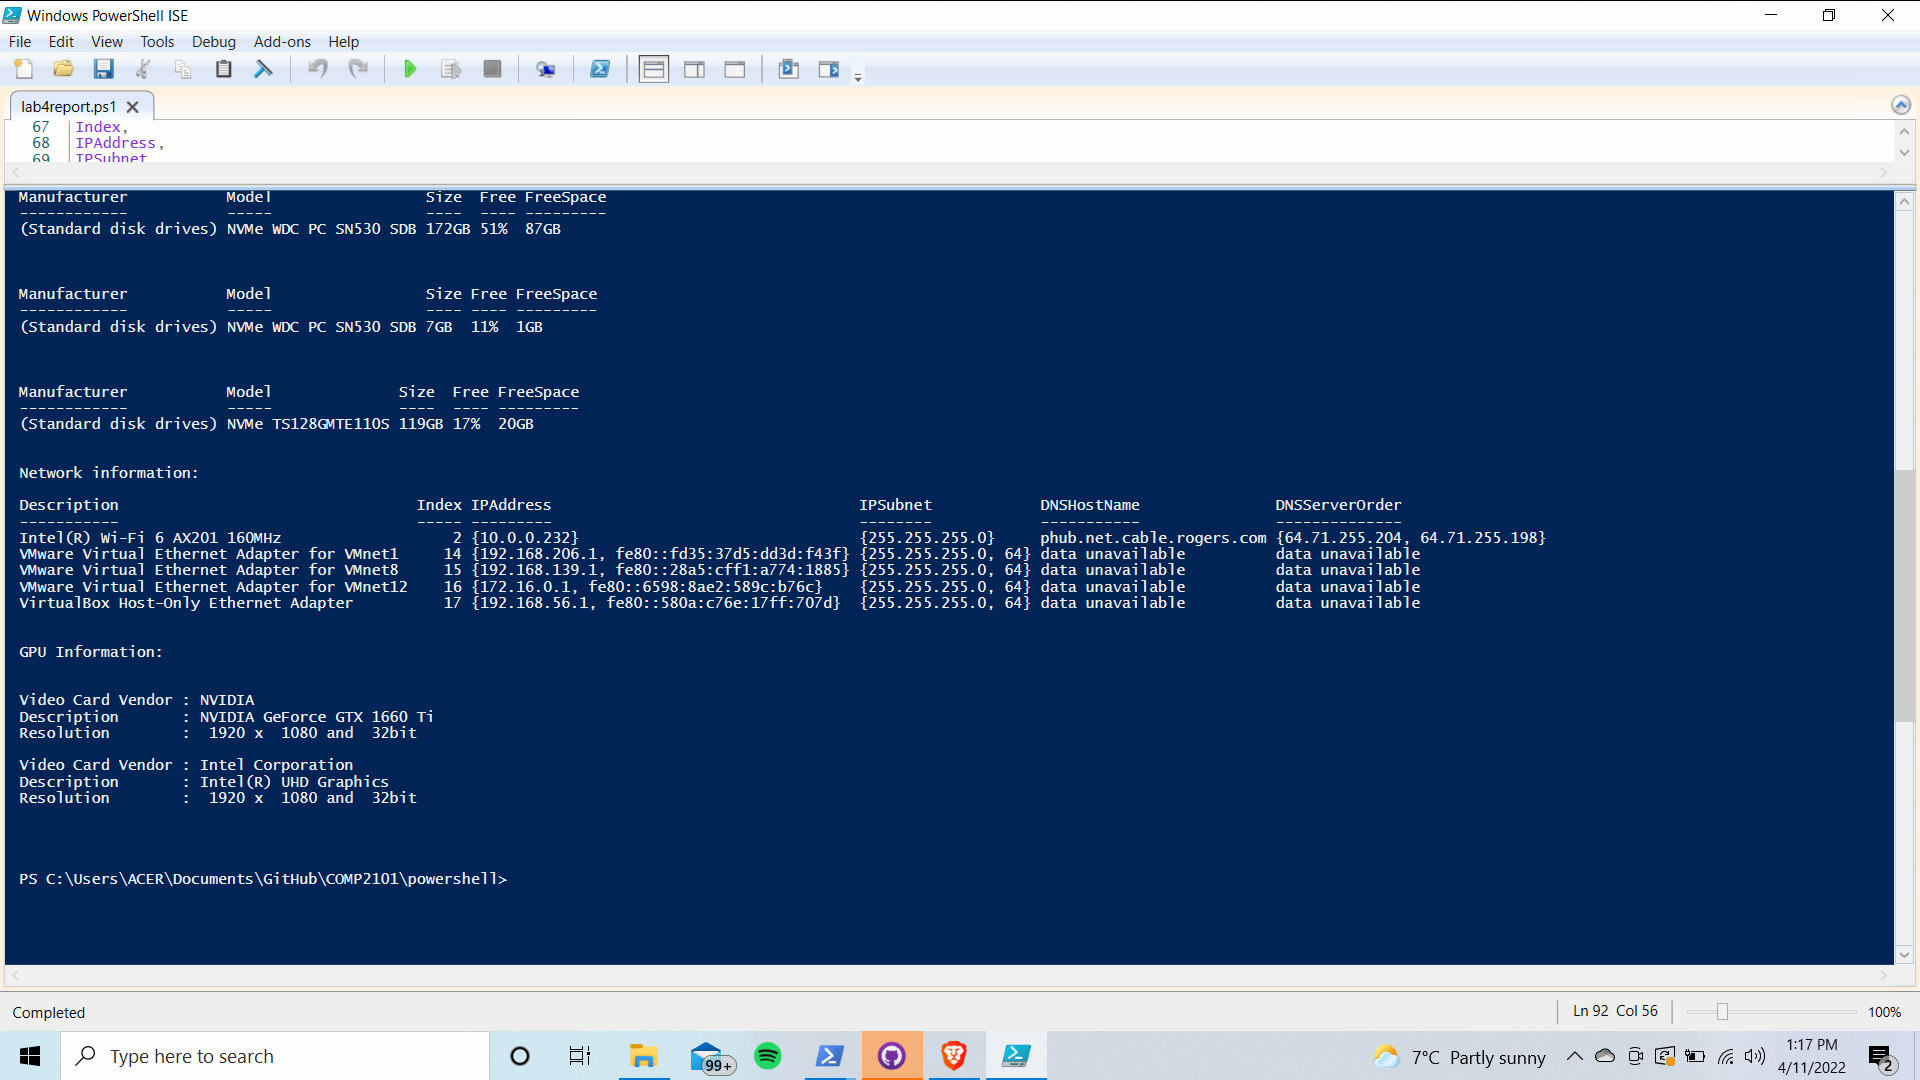 Windows PowerShell ISE
File Edit View Tools Debug Add-ons Help
lab4report.ps1
67 Index,
68 IPAddress,
69 IPSubnet
Manufacturer Model Size Free FreeSpace
------------ ----- ---- ---- ---------
(Standard disk drives) NVMe WDC PC SN530 SDB 172GB 51% 87GB
Manufacturer Model Size Free FreeSpace
------------ ----- ---- ---- ---------
(Standard disk drives) NVMe WDC PC SN530 SDB 7GB 11% 1GB
Manufacturer Model Size Free FreeSpace
------------ ----- ---- ---- ---------
(Standard disk drives) NVMe TS128GMTE110S 119GB 17% 20GB
Network information:
Description Index IPAddress IPSubnet DNSHostName DNSServerOrder
----------- ----- --------- -------- ----------- --------------
Intel(R) Wi-Fi 6 AX201 160MHz 2 {10.0.0.232} {255.255.255.0} phub.net.cable.rogers.com {64.71.255.204, 64.71.255.198}
VMware Virtual Ethernet Adapter for VMnet1 14 {192.168.206.1, fe80::fd35:37d5:dd3d:f43f} {255.255.255.0, 64} data unavailable data unavailable
VMware Virtual Ethernet Adapter for VMnet8 15 {192.168.139.1, fe80::28a5:cff1:a774:1885} {255.255.255.0, 64} data unavailable data unavailable
VMware Virtual Ethernet Adapter for VMnet12 16 {172.16.0.1, fe80::6598:8ae2:589c:b76c} {255.255.255.0, 64} data unavailable data unavailable
VirtualBox Host-Only Ethernet Adapter 17 {192.168.56.1, fe80::580a:c76e:17ff:707d} {255.255.255.0, 64} data unavailable data unavailable
GPU Information:
Video Card Vendor : NVIDIA
Description : NVIDIA GeForce GTX 1660 Ti
Resolution : 1920 x 1080 and 32bit
Video Card Vendor : Intel Corporation
Description : Intel(R) UHD Graphics
Resolution : 1920 x 1080 and 32bit
PS C:\Users\ACER\Documents\GitHub\COMP2101\powershell>
Completed
Ln 92 Col 56
100%
Type here to search
99+
7°C Partly sunny
1:17 PM
4/11/2022
2